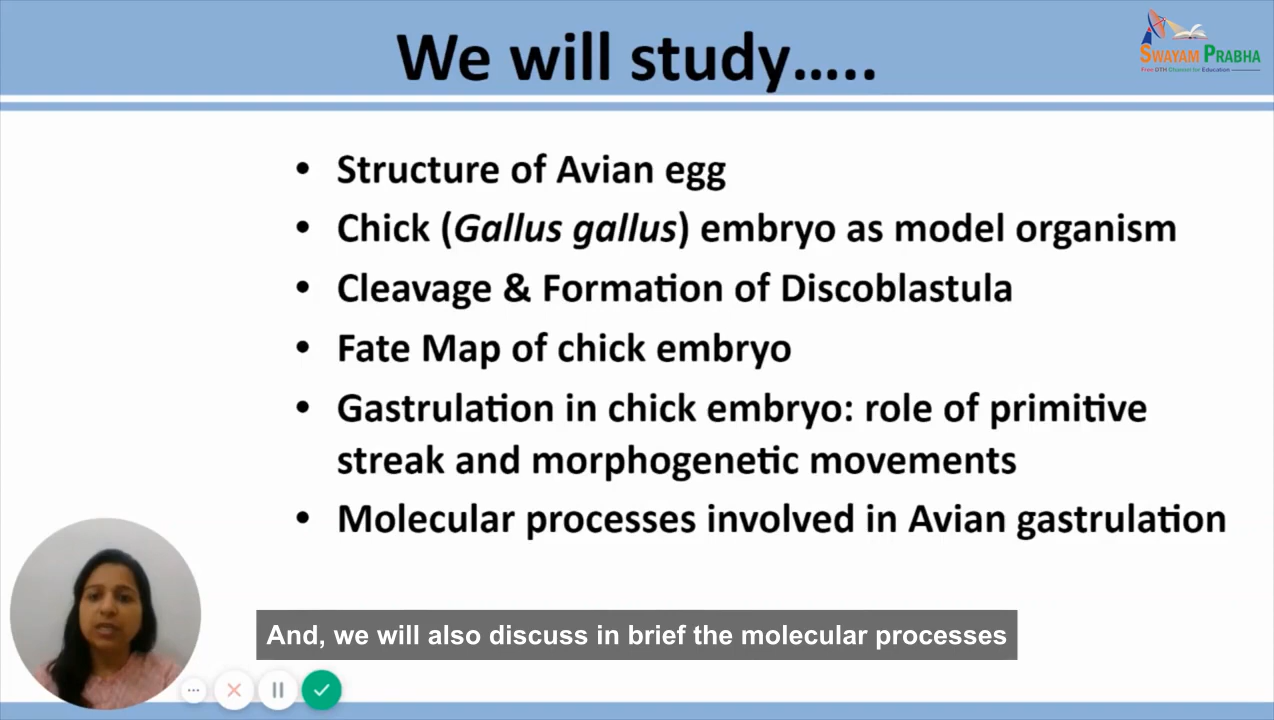 We will study…..
SWAYAM PRABHA
Free DTH Channel for Education
• Structure of Avian egg
• Chick (Gallus gallus) embryo as model organism
• Cleavage & Formation of Discoblastula
• Fate Map of chick embryo
• Gastrulation in chick embryo: role of primitive
streak and morphogenetic movements
• Molecular processes involved in Avian gastrulation
And, we will also discuss in brief the molecular processes